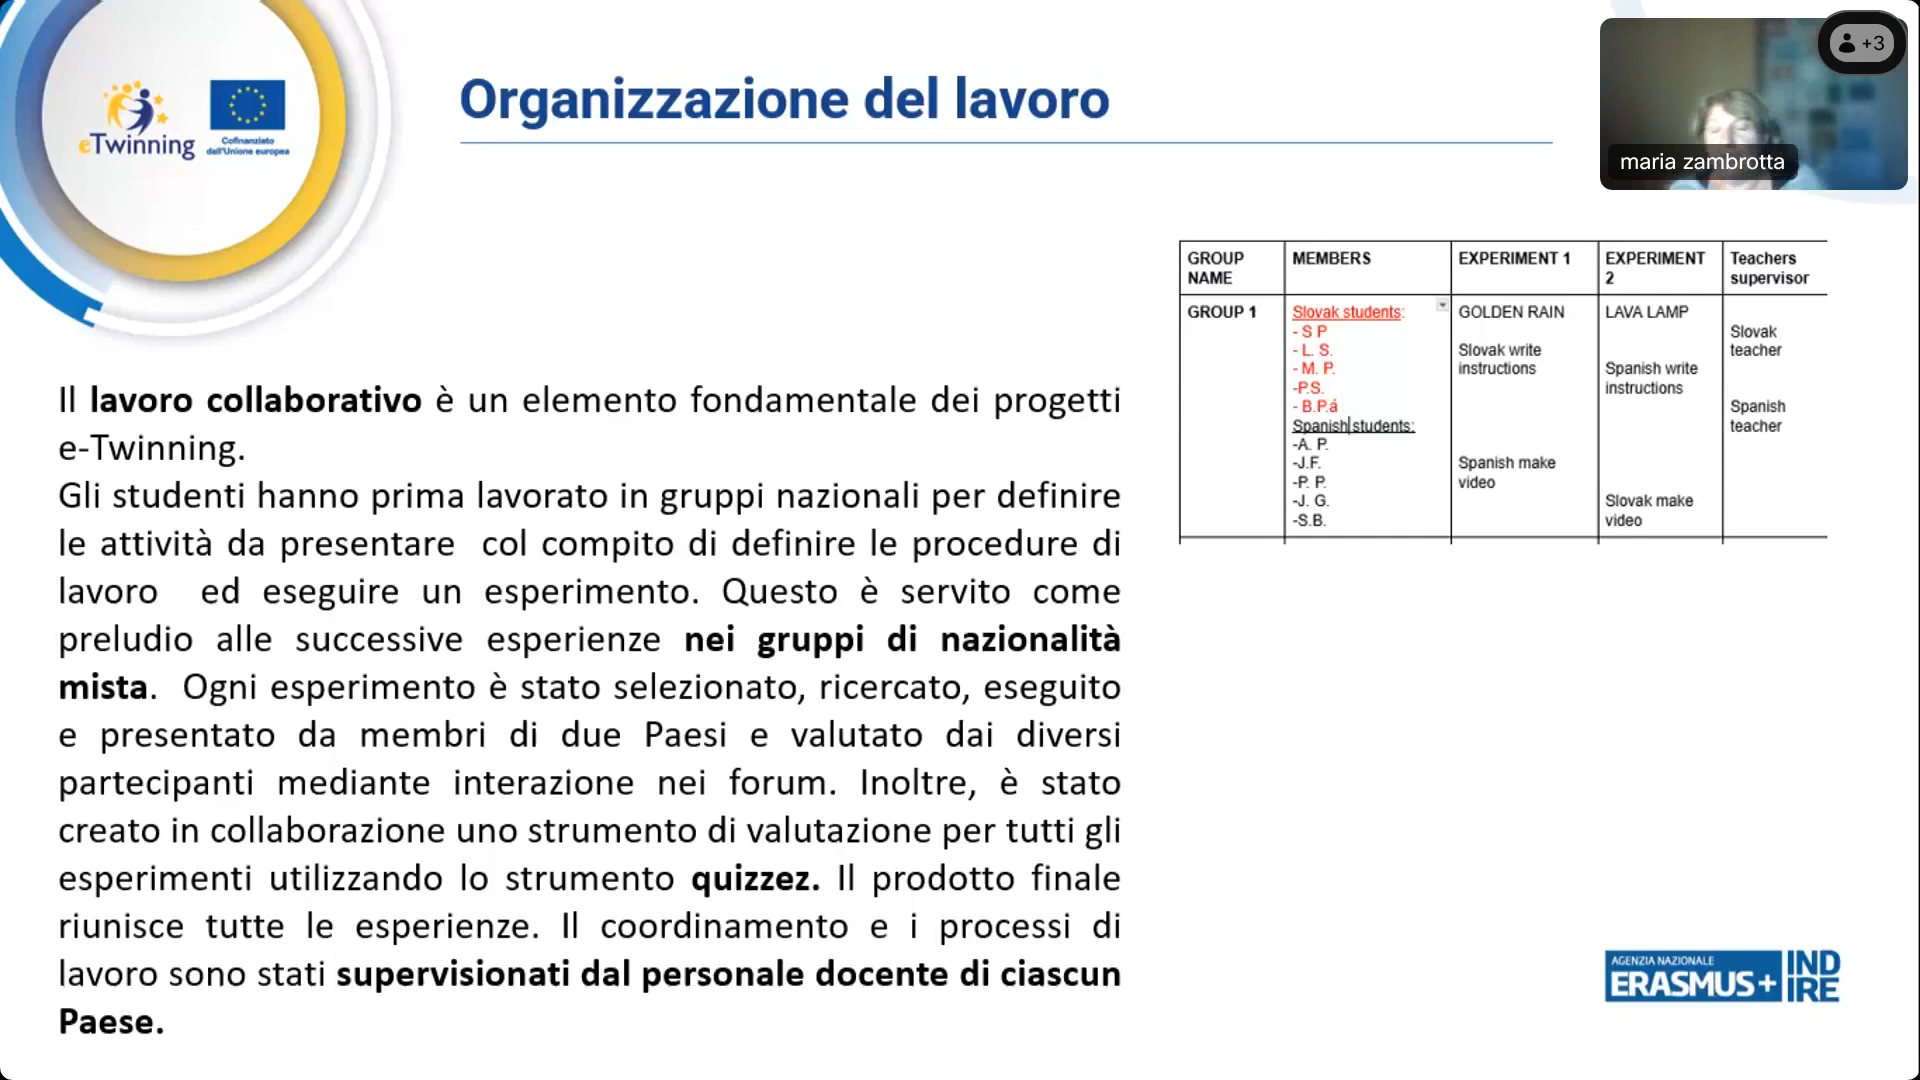 eTwinning
Cofinanziato
dall'Unione europea
Organizzazione del lavoro
+3
maria zambrotta
Il lavoro collaborativo è un elemento fondamentale dei progetti
e-Twinning.
Gli studenti hanno prima lavorato in gruppi nazionali per definire
le attività da presentare col compito di definire le procedure di
lavoro ed eseguire un esperimento. Questo è servito come
preludio alle successive esperienze nei gruppi di nazionalità
mista. Ogni esperimento è stato selezionato, ricercato, eseguito
e presentato da membri di due Paesi e valutato dai diversi
partecipanti mediante interazione nei forum. Inoltre, è stato
creato in collaborazione uno strumento di valutazione per tutti gli
esperimenti utilizzando lo strumento quizzez. Il prodotto finale
riunisce tutte le esperienze. Il coordinamento e i processi di
lavoro sono stati supervisionati dal personale docente di ciascun
Paese.
GROUP
NAME
MEMBERS
EXPERIMENT 1
EXPERIMENT
2
Teachers
supervisor
GROUP 1
Slovak students:
- S P
- L. S.
- M. P.
-P.S.
- B.P.á
Spanish students:
-A. P.
-J.F.
-P. P.
-J. G.
-S.B.
GOLDEN RAIN
Slovak write
instructions
Spanish make
video
LAVA LAMP
Spanish write
instructions
Slovak make
video
Slovak
teacher
Spanish
teacher
AGENZIA NAZIONALE
ERASMUS+
IND
IRE